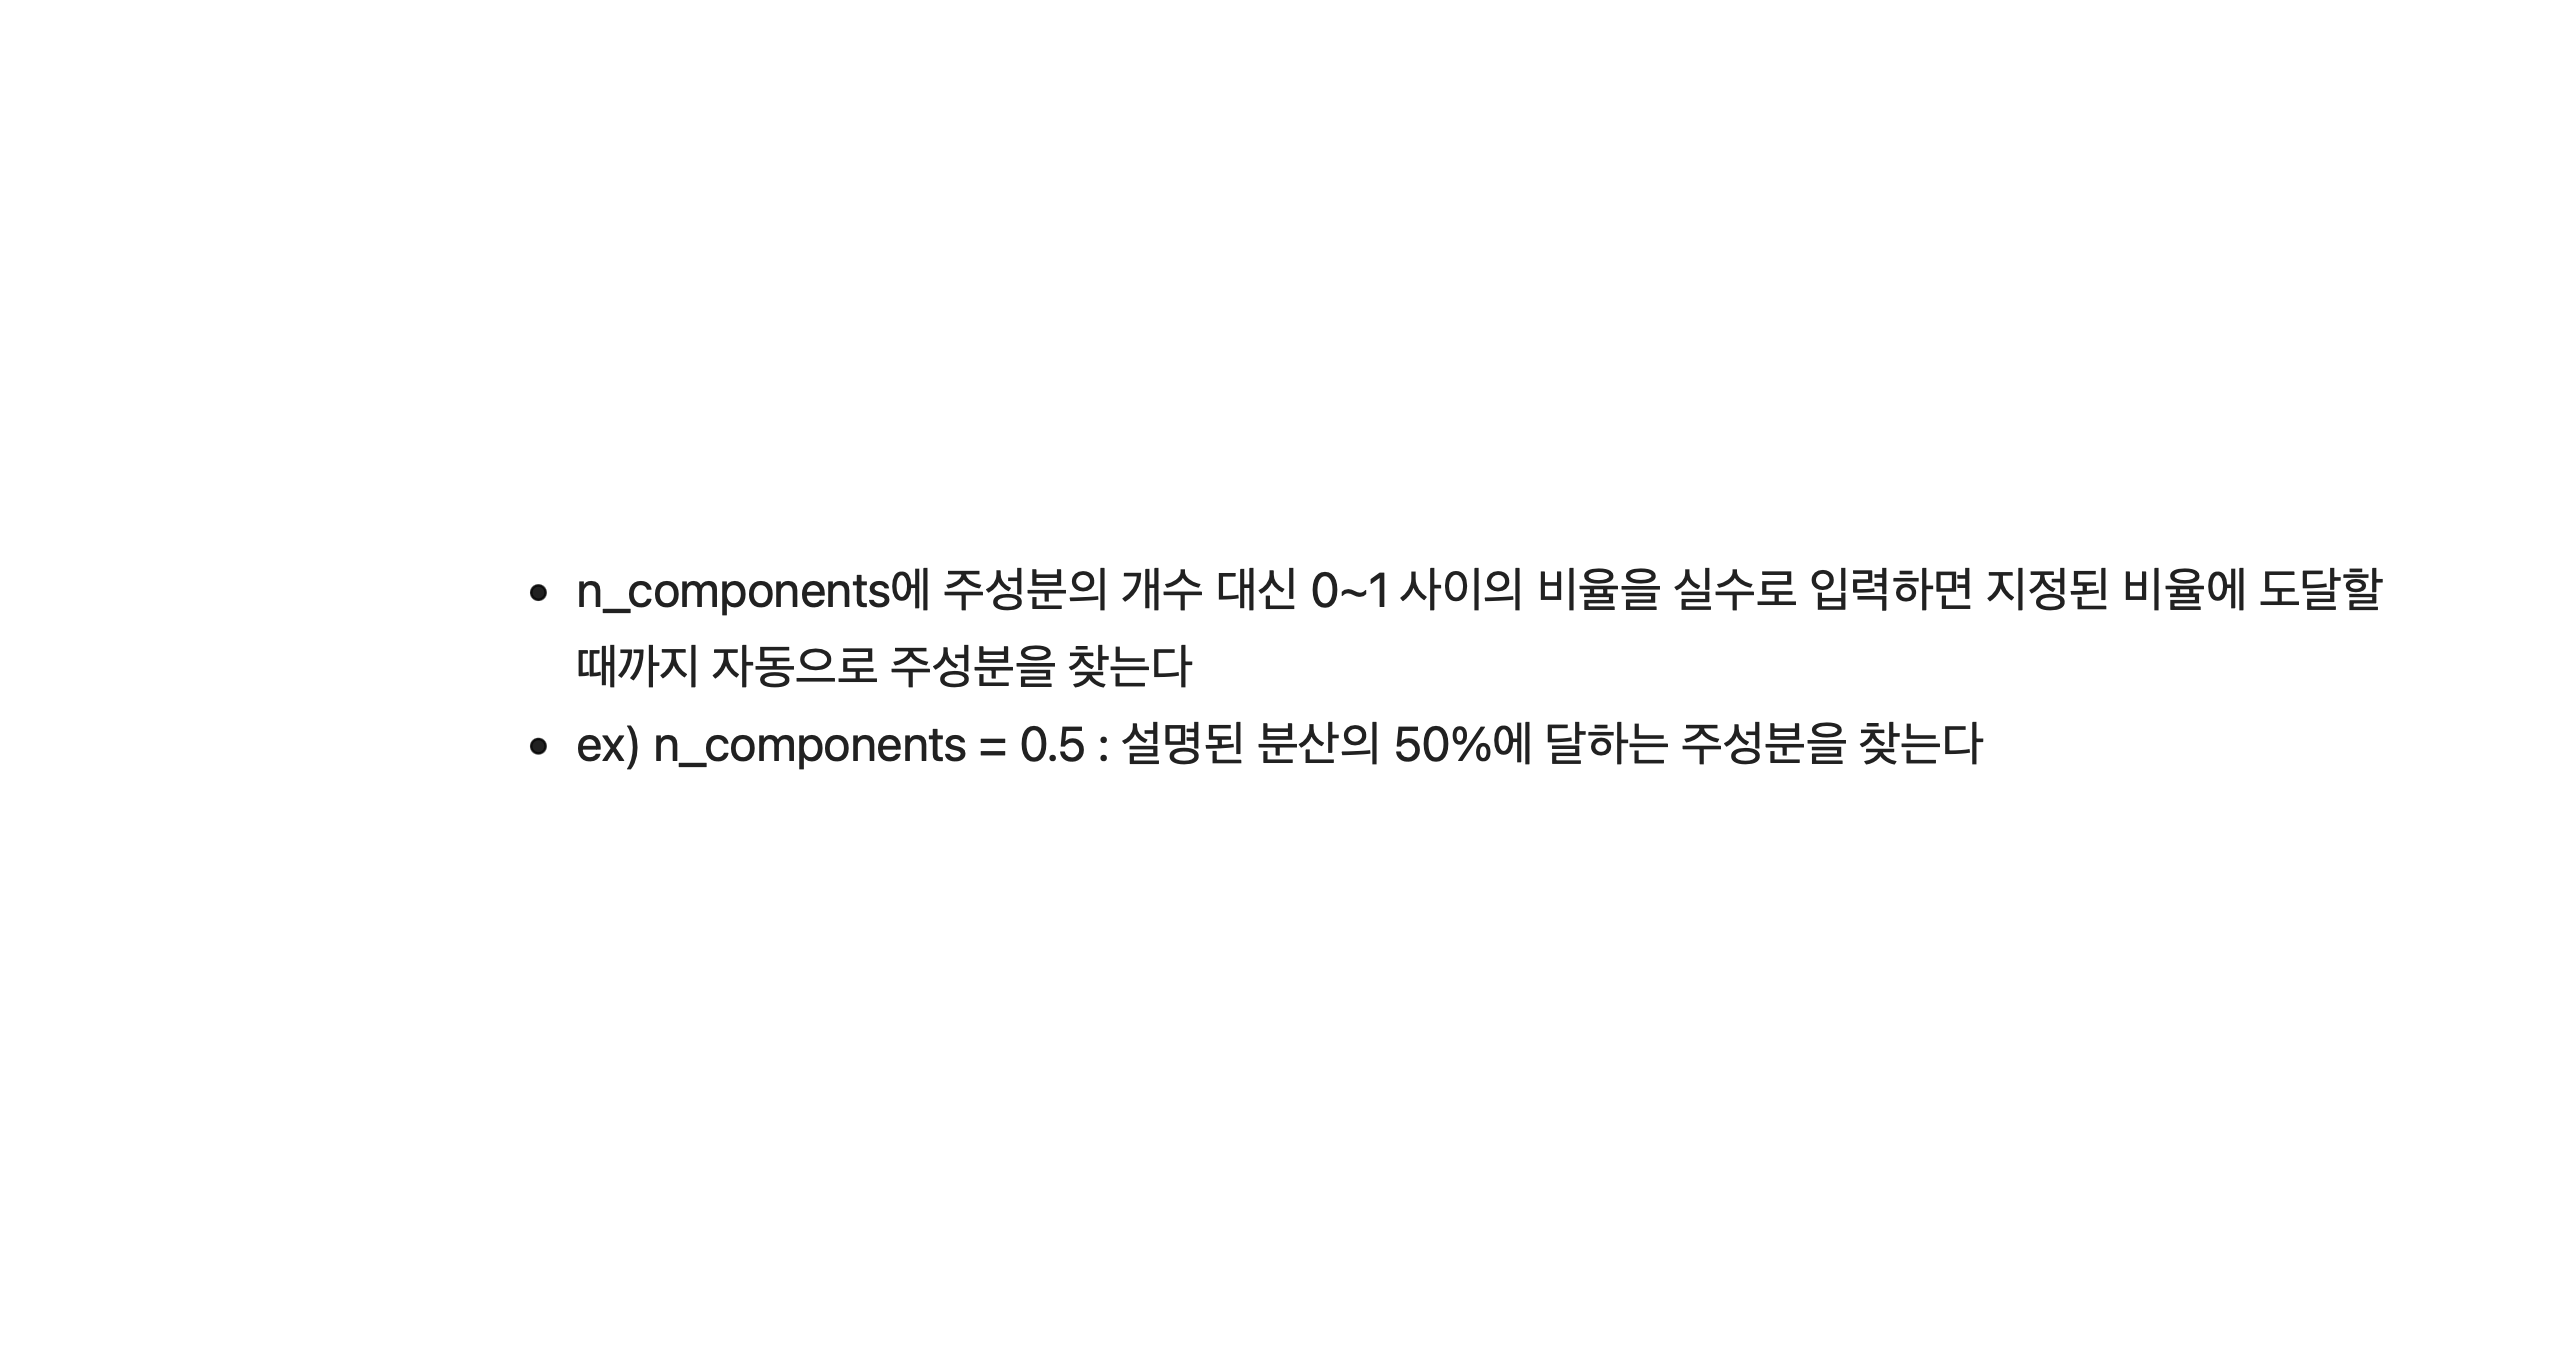 • n_components에 주성분의 개수 대신 0~1 사이의 비율을 실수로 입력하면 지정된 비율에 도달할
때까지 자동으로 주성분을 찾는다
• ex) n_components = 0.5 : 설명된 분산의 50%에 달하는 주성분을 찾는다